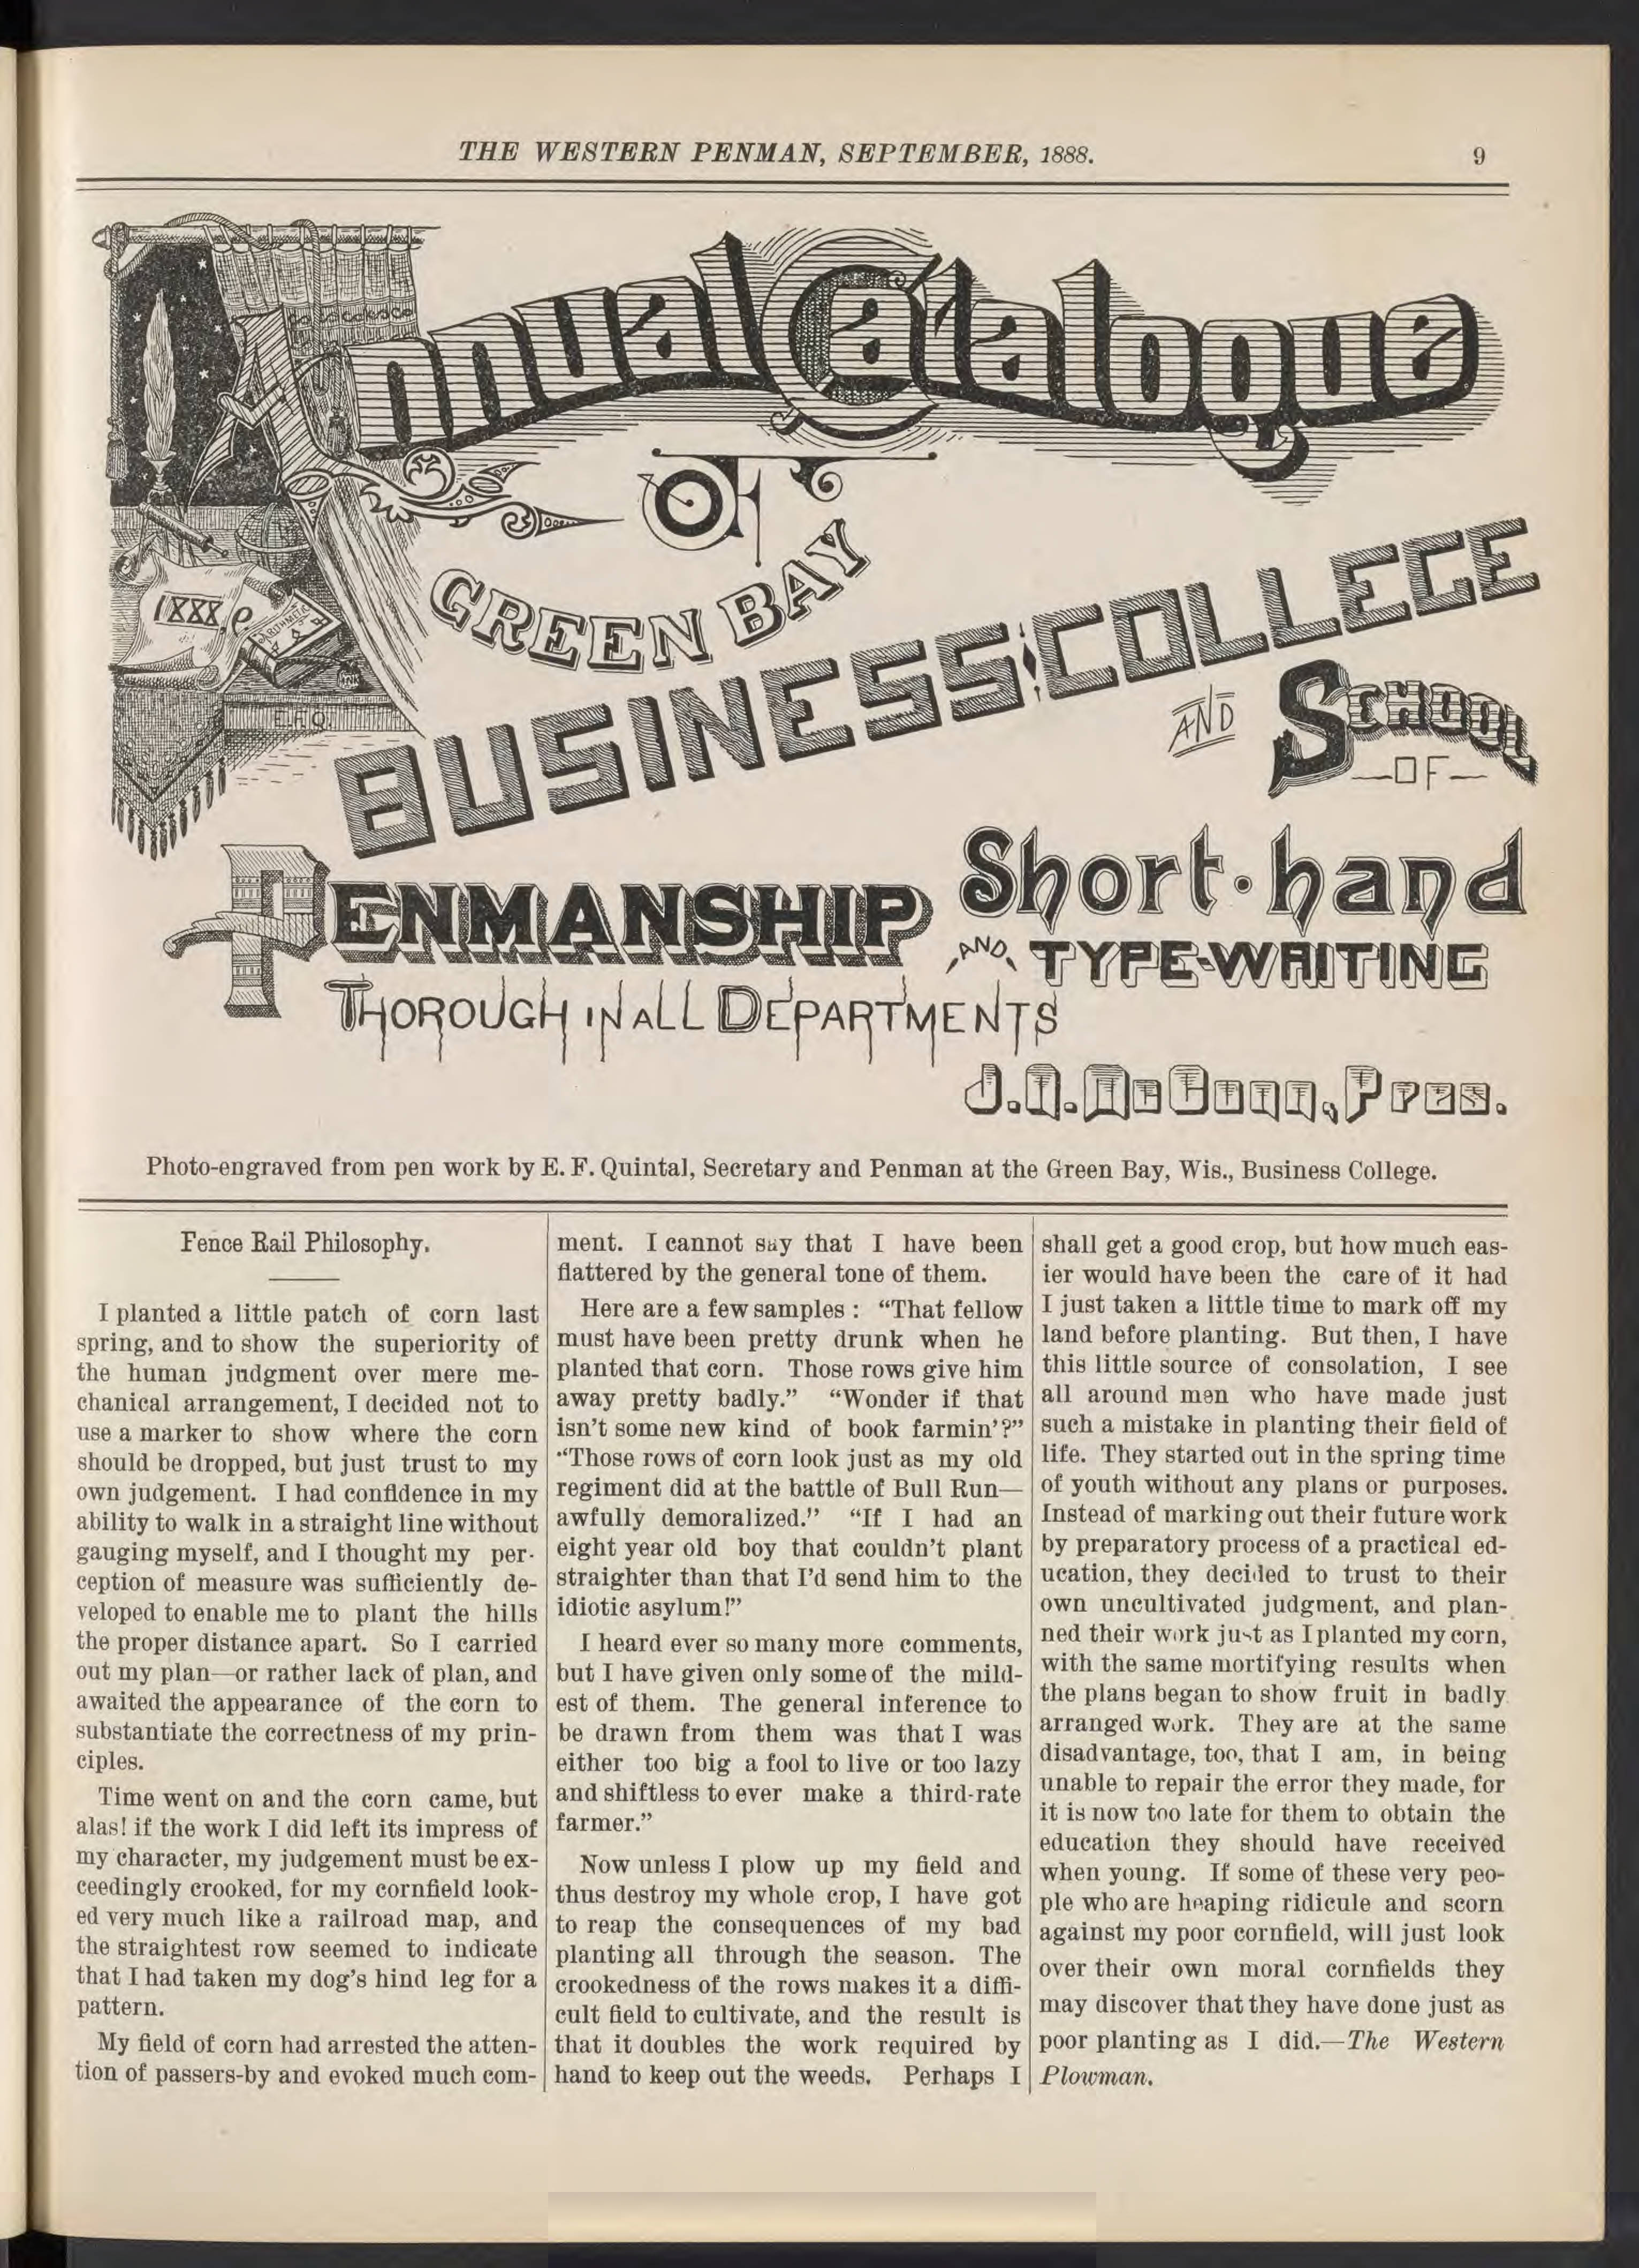 THE WESTERN PENMAN, SEPTEMBER, 1888.
9
Annual Catalogue
OF
GREEN BAY
BUSINESS COLLEGE
AND SCHOOL
—OF—
1888,9
ARITHMETIC
INK
E.F.Q.
PENMANSHIP
Short-hand
AND TYPE-WRITING
THOROUGH IN ALL DEPARTMENTS
Pres.
Photo-engraved from pen work by E. F. Quintal, Secretary and Penman at the Green Bay, Wis., Business College.
Fence Rail Philosophy.
I planted a little patch of corn last
spring, and to show the superiority of
the human judgment over mere me-
chanical arrangement, I decided not to
use a marker to show where the corn
should be dropped, but just trust to my
own judgement. I had confidence in my
ability to walk in a straight line without
gauging myself, and I thought my per-
ception of measure was sufficiently de-
veloped to enable me to plant the hills
the proper distance apart. So I carried
out my plan—or rather lack of plan, and
awaited the appearance of the corn to
substantiate the correctness of my prin-
ciples.
Time went on and the corn came, but
alas! if the work I did left its impress of
my character, my judgement must be ex-
ceedingly crooked, for my cornfield look-
ed very much like a railroad map, and
the straightest row seemed to indicate
that I had taken my dog's hind leg for a
pattern.
My field of corn had arrested the atten-
tion of passers-by and evoked much com-
ment. I cannot say that I have been
flattered by the general tone of them.
Here are a few samples: "That fellow
must have been pretty drunk when he
planted that corn. Those rows give him
away pretty badly." "Wonder if that
isn't some new kind of book farmin'?"
"Those rows of corn look just as my old
regiment did at the battle of Bull Run—
awfully demoralized." "If I had an
eight year old boy that couldn't plant
straighter than that I'd send him to the
idiotic asylum!"
I heard ever so many more comments,
but I have given only some of the mild-
est of them. The general inference to
be drawn from them was that I was
either too big a fool to live or too lazy
and shiftless to ever make a third-rate
farmer."
Now unless I plow up my field and
thus destroy my whole crop, I have got
to reap the consequences of my bad
planting all through the season. The
crookedness of the rows makes it a diffi-
cult field to cultivate, and the result is
that it doubles the work required by
hand to keep out the weeds. Perhaps I
shall get a good crop, but how much eas-
ier would have been the care of it had
I just taken a little time to mark off my
land before planting. But then, I have
this little source of consolation, I see
all around men who have made just
such a mistake in planting their field of
life. They started out in the spring time
of youth without any plans or purposes.
Instead of marking out their future work
by preparatory process of a practical ed-
ucation, they decided to trust to their
own uncultivated judgment, and plan-
ned their work just as I planted my corn,
with the same mortifying results when
the plans began to show fruit in badly
arranged work. They are at the same
disadvantage, too, that I am, in being
unable to repair the error they made, for
it is now too late for them to obtain the
education they should have received
when young. If some of these very peo-
ple who are heaping ridicule and scorn
against my poor cornfield, will just look
over their own moral cornfields they
may discover that they have done just as
poor planting as I did.—The Western
Plowman.